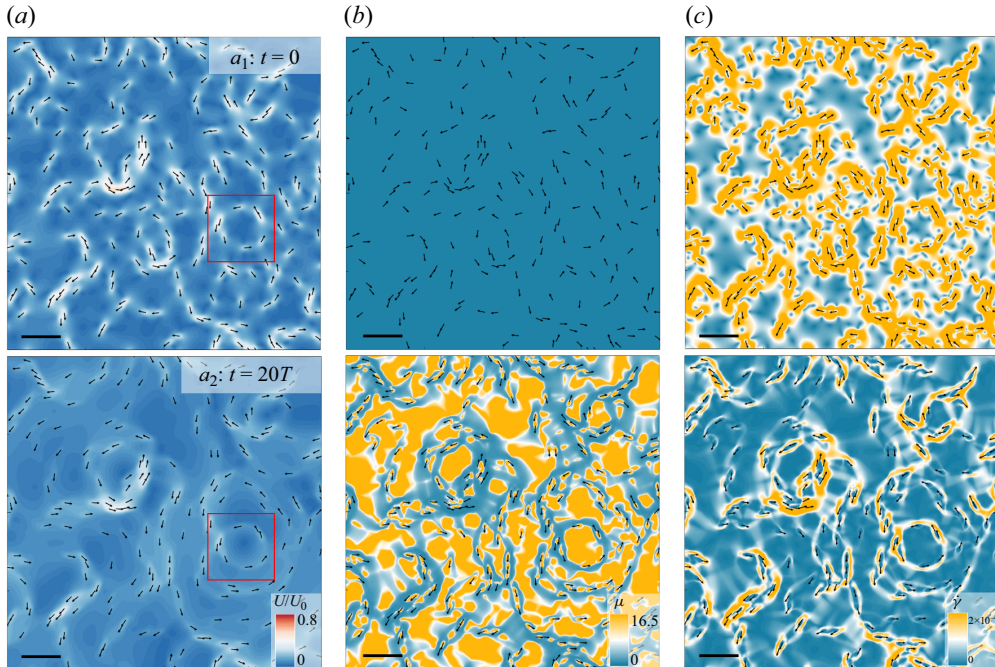 (a)
(b)
(c)
a₁: t = 0
a₂: t = 20T
U/U₀
0.8
0
μ
16.5
0
γ
0